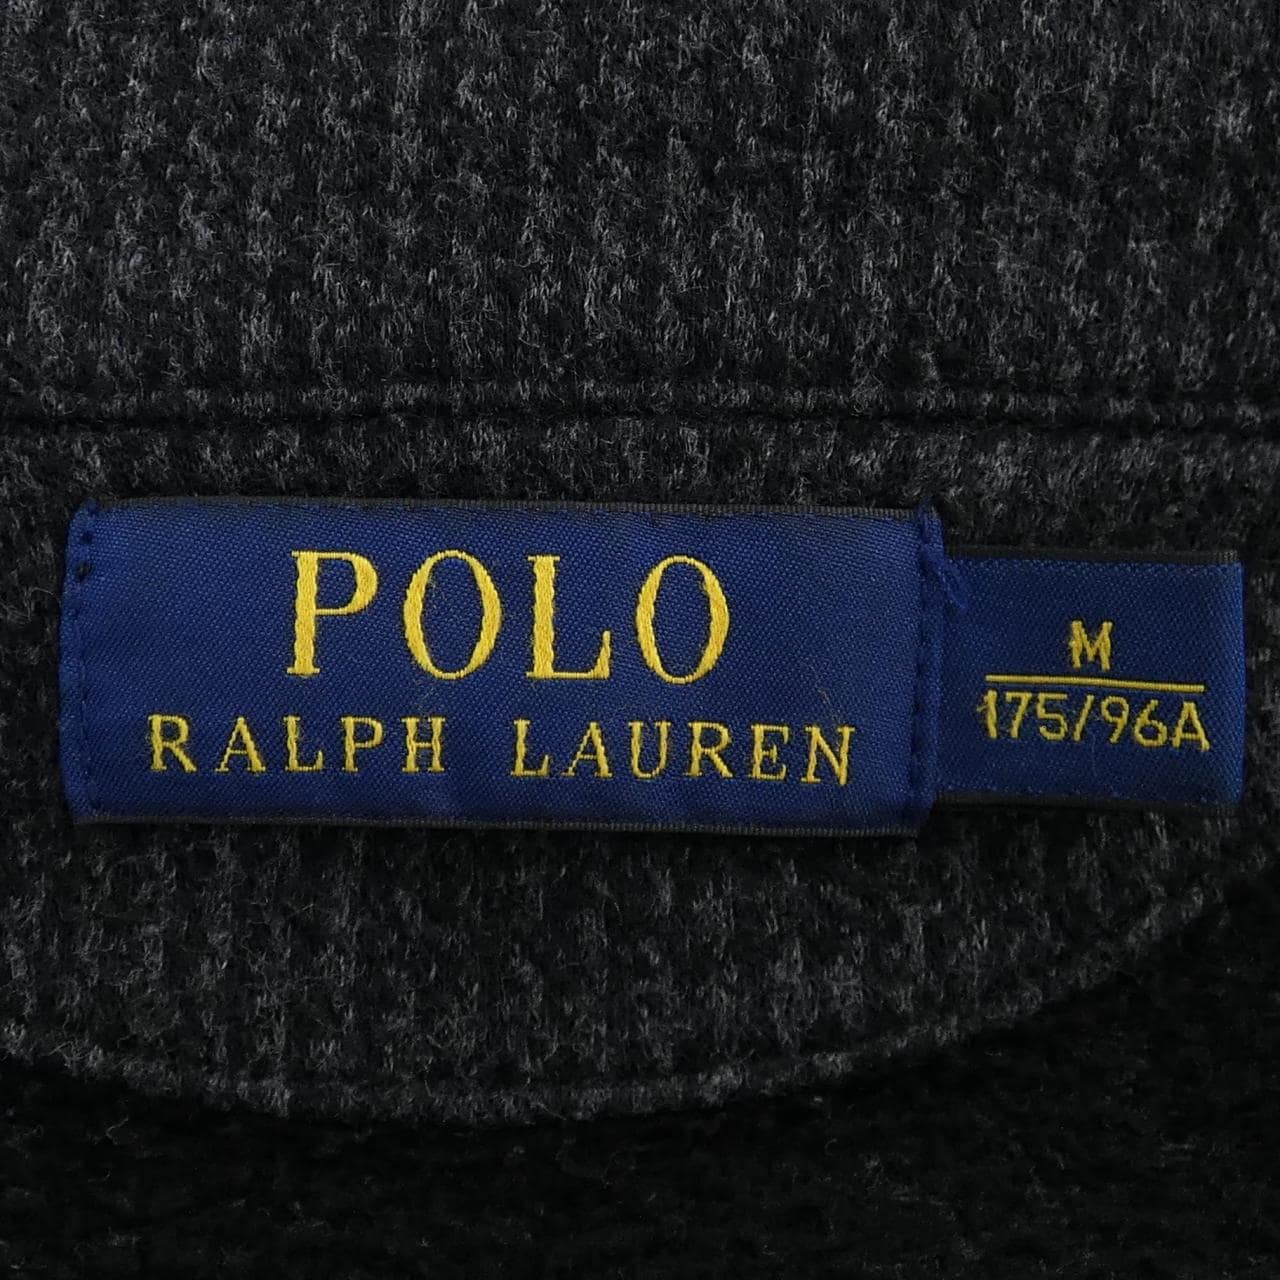 POLO
RALPH LAUREN
M
175/96A